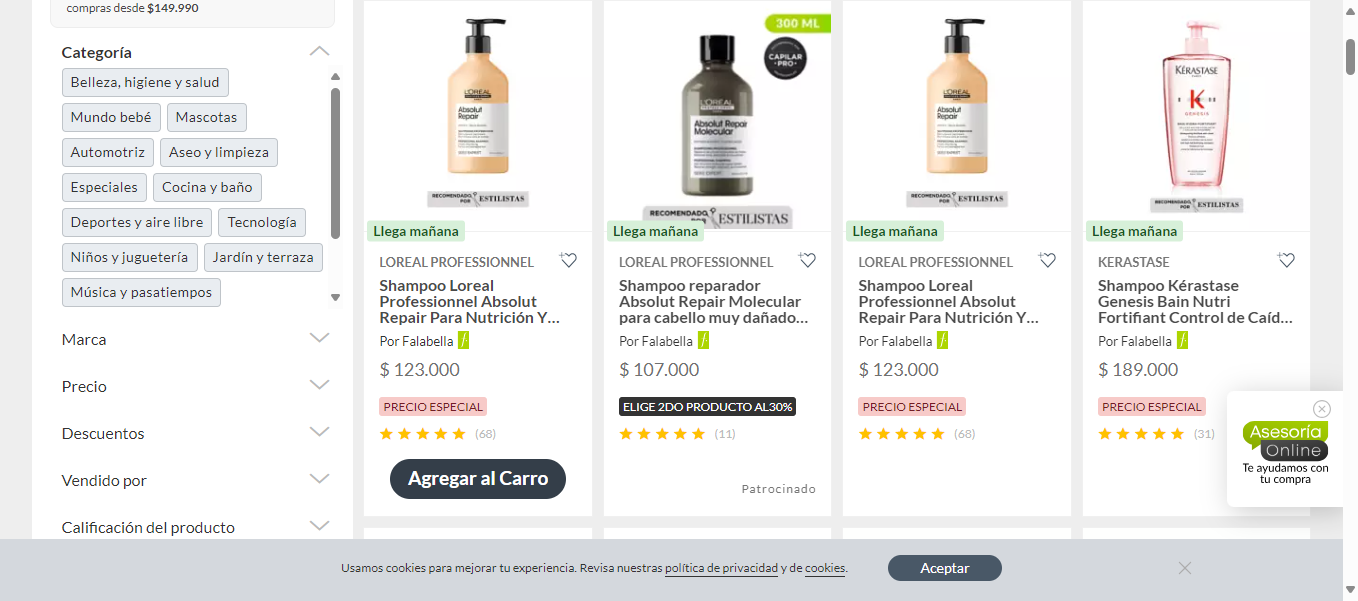 compras desde $149.990
Categoría
Belleza, higiene y salud
Mundo bebé
Mascotas
Automotriz
Aseo y limpieza
Especiales
Cocina y baño
Deportes y aire libre
Tecnología
Niños y juguetería
Jardín y terraza
Música y pasatiempos
Marca
Precio
Descuentos
Vendido por
Calificación del producto
L'ORÉAL
Absolut
Repair
RECOMENDADO
POR
ESTILISTAS
Llega mañana
LOREAL PROFESSIONNEL
Shampoo Loreal
Professionnel Absolut
Repair Para Nutrición Y...
Por Falabella
$ 123.000
PRECIO ESPECIAL
(68)
Agregar al Carro
300 ML
CAPILAR
•PRO•
L'ORÉAL
Absolut Repair
Molecular
RECOMENDADO
POR
ESTILISTAS
Llega mañana
LOREAL PROFESSIONNEL
Shampoo reparador
Absolut Repair Molecular
para cabello muy dañado...
Por Falabella
$ 107.000
ELIGE 2DO PRODUCTO AL30%
(11)
Patrocinado
L'ORÉAL
Absolut
Repair
RECOMENDADO
POR
ESTILISTAS
Llega mañana
LOREAL PROFESSIONNEL
Shampoo Loreal
Professionnel Absolut
Repair Para Nutrición Y...
Por Falabella
$ 123.000
PRECIO ESPECIAL
(68)
KÉRASTASE
GENESIS
RECOMENDADO
POR
ESTILISTAS
Llega mañana
KERASTASE
Shampoo Kérastase
Genesis Bain Nutri
Fortifiant Control de Caíd...
Por Falabella
$ 189.000
PRECIO ESPECIAL
(31)
Asesoría
Online
Te ayudamos con
tu compra
Usamos cookies para mejorar tu experiencia. Revisa nuestras política de privacidad y de cookies.
Aceptar